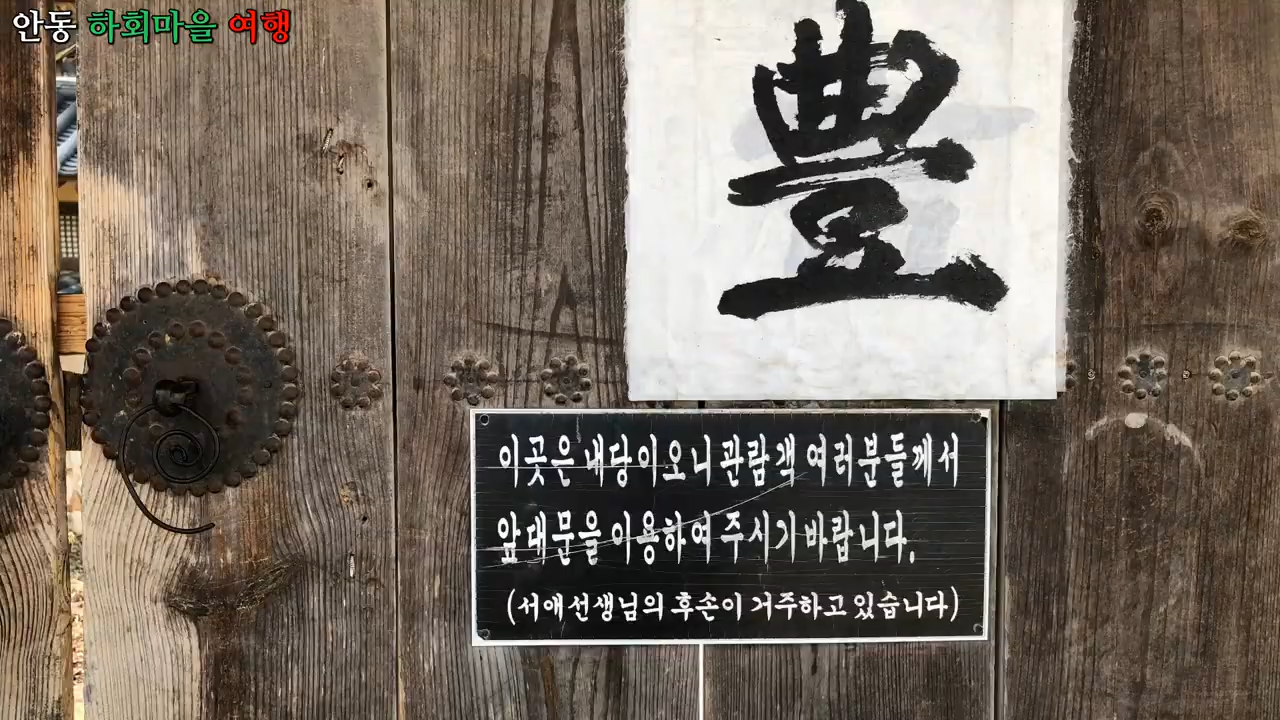 안동 하회마을 여행
豊
이곳은 내당이오니 관람객 여러분들께서
앞대문을 이용하여 주시기 바랍니다.
(서애선생님의 후손이 거주하고 있습니다)